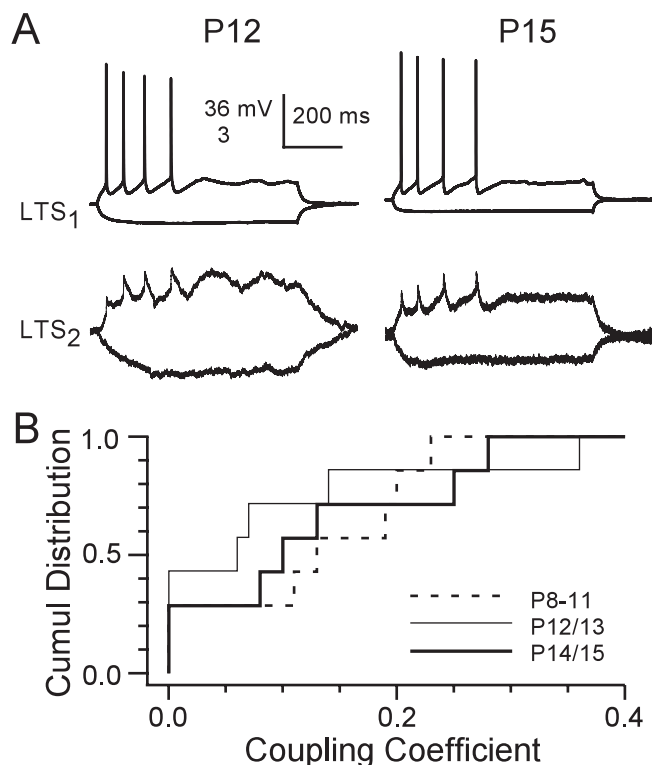 A
P12 P15
36 mV 200 ms
3
LTS1
LTS2
B
1.0
0.5
0.0
Cumul Distribution
P8-11
P12/13
P14/15
0.0 0.2 0.4
Coupling Coefficient